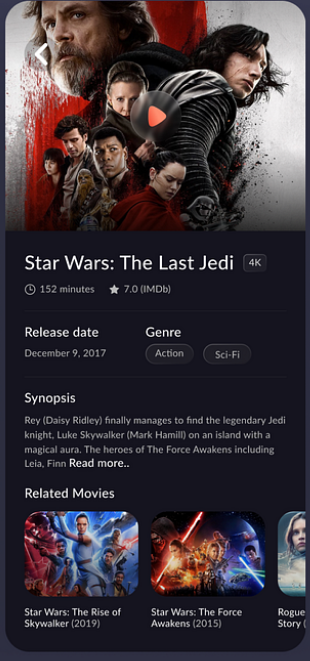 Star Wars: The Last Jedi 4K
152 minutes 7.0 (IMDb)
Release date Genre
December 9, 2017 Action Sci-Fi
Synopsis
Rey (Daisy Ridley) finally manages to find the legendary Jedi
knight, Luke Skywalker (Mark Hamill) on an island with a
magical aura. The heroes of The Force Awakens including
Leia, Finn Read more..
Related Movies
Star Wars: The Rise of
Skywalker (2019)
Star Wars: The Force
Awakens (2015)
Rogue
Story (